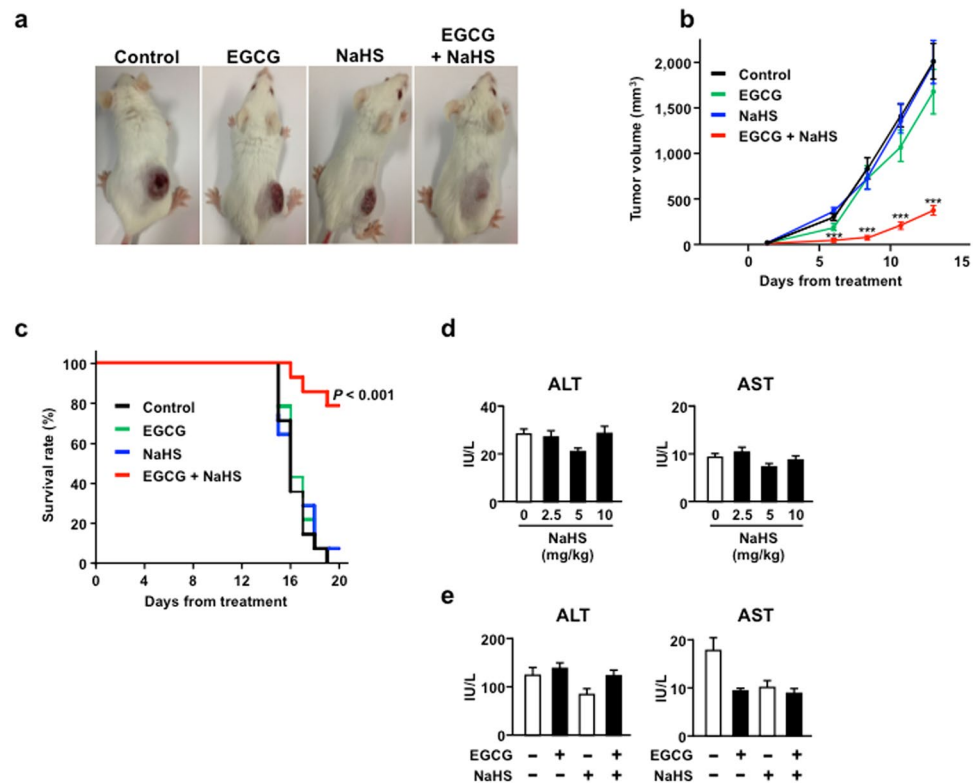 a
Control
EGCG
NaHS
EGCG
+ NaHS
b
Tumor volume (mm³)
2,000
1,500
1,000
500
0
Control
EGCG
NaHS
EGCG + NaHS
***
***
***
***
0
5
10
15
Days from treatment
c
Survival rate (%)
100
80
60
40
20
0
Control
EGCG
NaHS
EGCG + NaHS
P < 0.001
0
4
8
12
16
20
Days from treatment
d
ALT
IU/L
40
20
0
0
2.5
5
10
NaHS
(mg/kg)
AST
IU/L
20
10
0
0
2.5
5
10
NaHS
(mg/kg)
e
ALT
IU/L
200
100
0
EGCG − + − +
NaHS − − + +
AST
IU/L
20
10
0
EGCG − + − +
NaHS − − + +